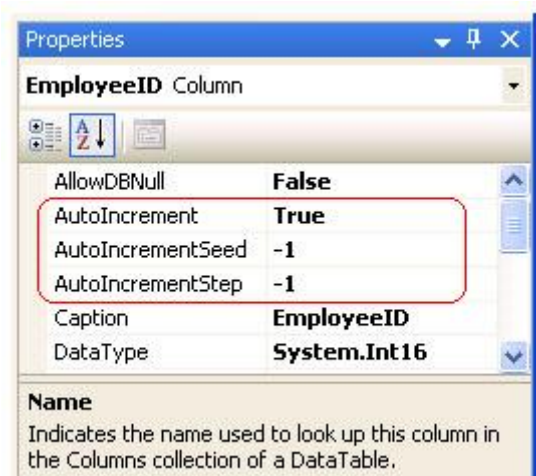 Properties
EmployeeID Column
AllowDBNull False
AutoIncrement True
AutoIncrementSeed -1
AutoIncrementStep -1
Caption EmployeeID
DataType System.Int16
Name
Indicates the name used to look up this column in
the Columns collection of a DataTable.